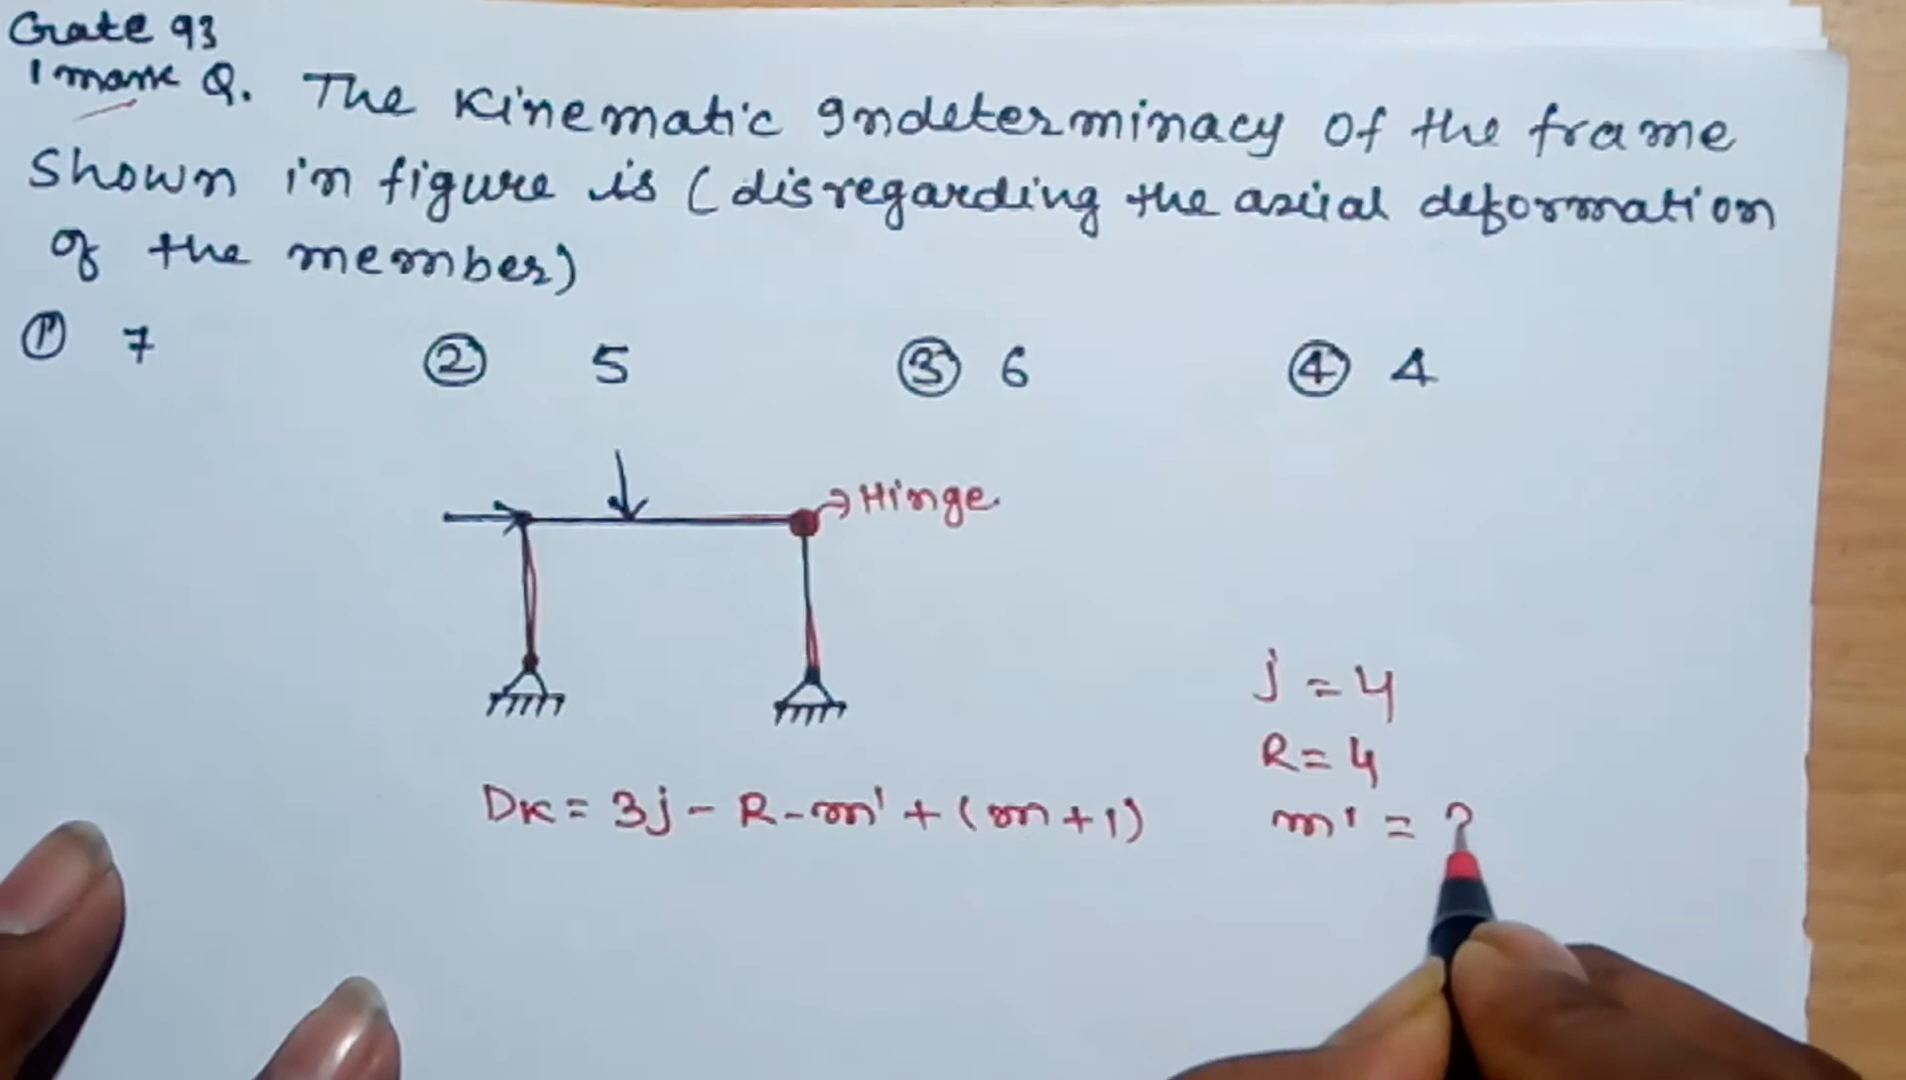 Gate 93
1 mark Q. The Kinematic Indeterminacy of the frame
shown in figure is (disregarding the axial deformation
of the member)
① 7 ② 5 ③ 6 ④ 4
Hinge
j = 4
R = 4
DK = 3j - R - m' + (m + 1)
m' = ?